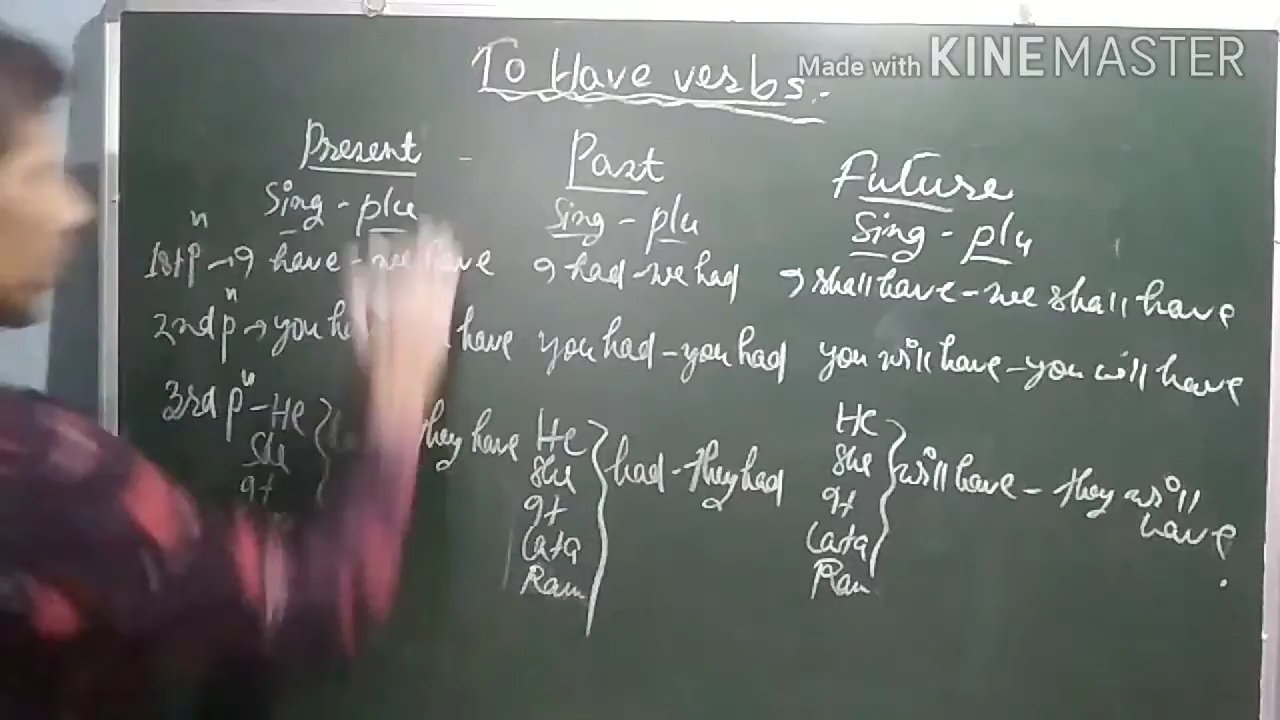 To Have verbs.
Made with KINEMASTER
Present - Past Future
Sing - plu Sing - plu Sing - plu
1st p n → I have - we have I had - we had I shall have - we shall have
2nd p n → you have you had - you had you will have - you will have
3rd p n - He they have He had - they had He will have - they will have.
She She She
It It It
Lata Lata
Ram Ram